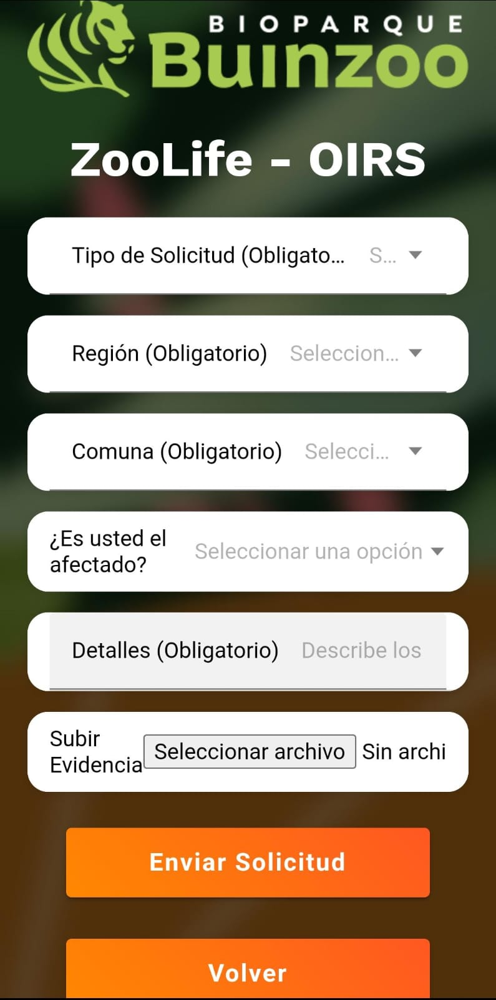 BIOPARQUE
Buinzoo
ZooLife - OIRS
Tipo de Solicitud (Obligato... S...
Región (Obligatorio) Seleccion...
Comuna (Obligatorio) Selecci...
¿Es usted el
afectado? Seleccionar una opción
Detalles (Obligatorio) Describe los
Subir
Evidencia Seleccionar archivo Sin archi
Enviar Solicitud
Volver